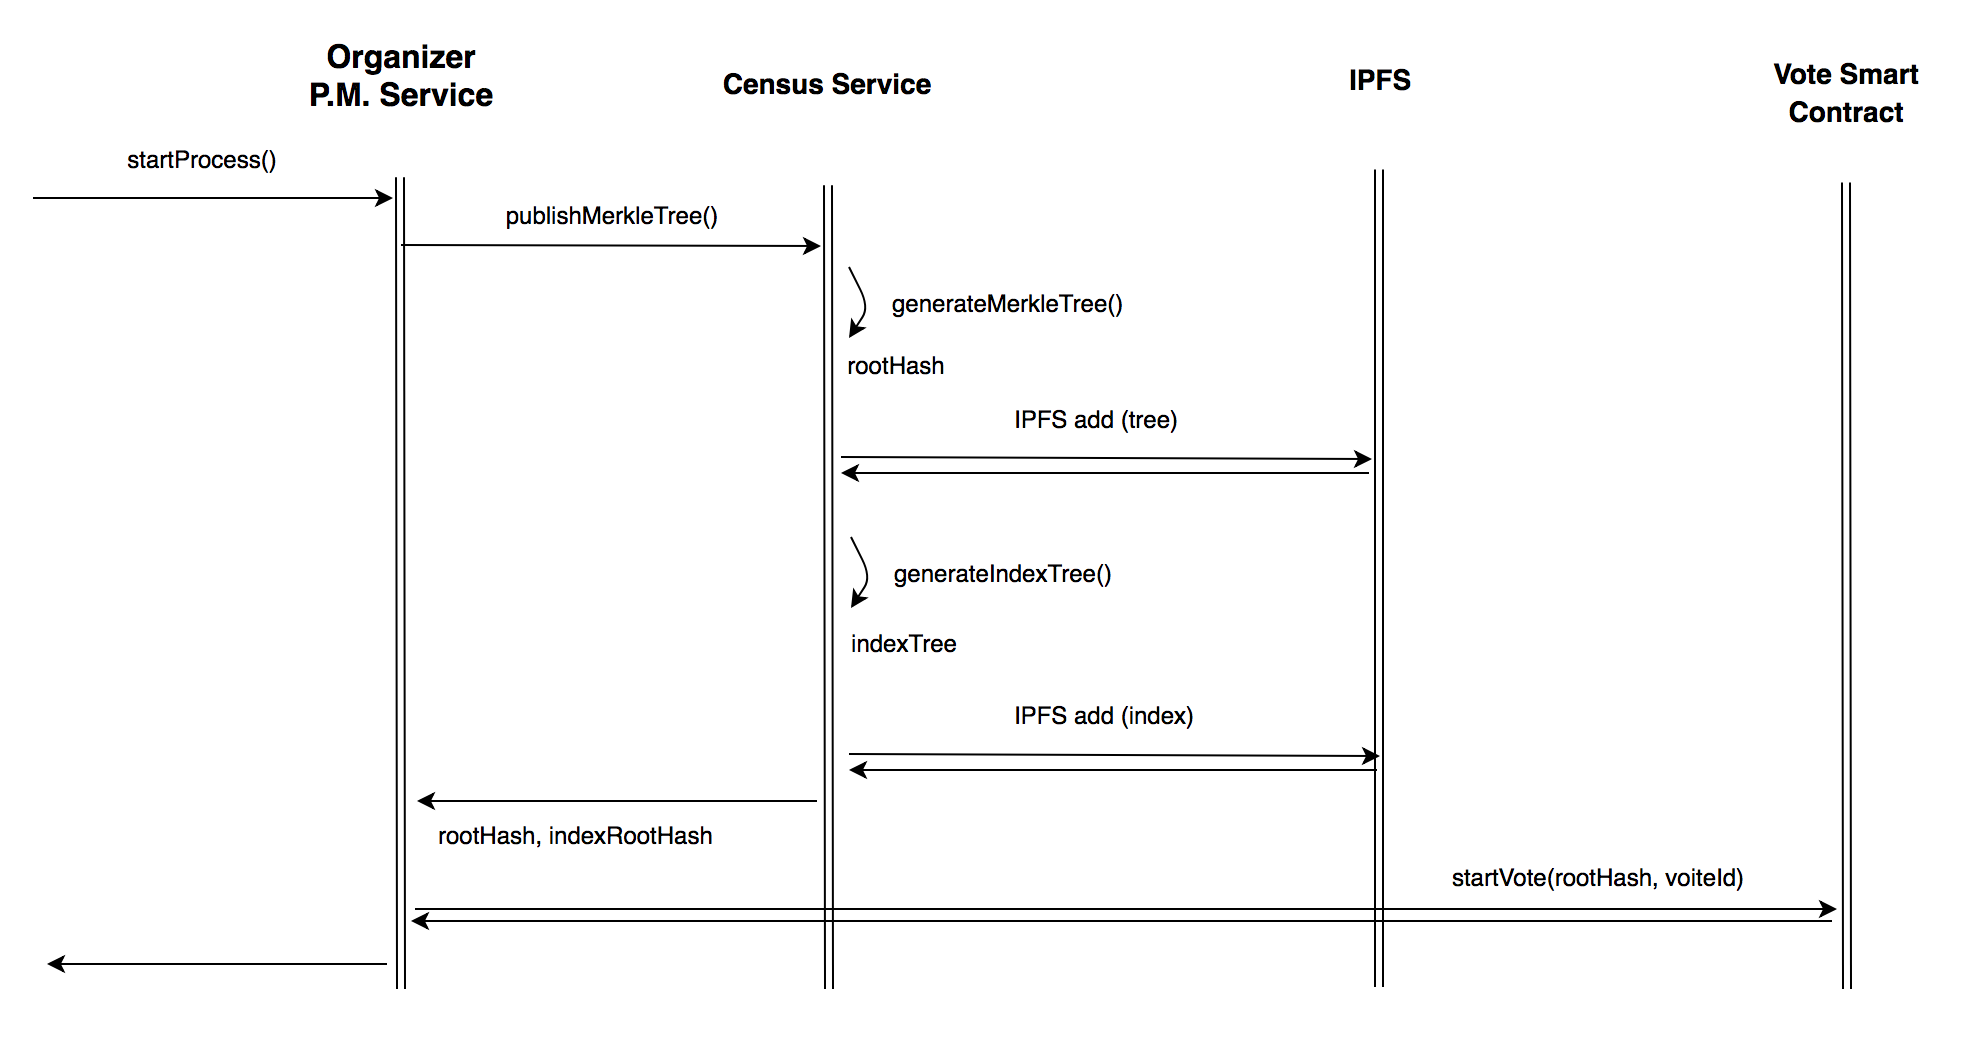 Organizer
P.M. Service
Census Service
IPFS
Vote Smart
Contract
startProcess()
publishMerkleTree()
generateMerkleTree()
rootHash
IPFS add (tree)
generateIndexTree()
indexTree
IPFS add (index)
rootHash, indexRootHash
startVote(rootHash, voiteId)